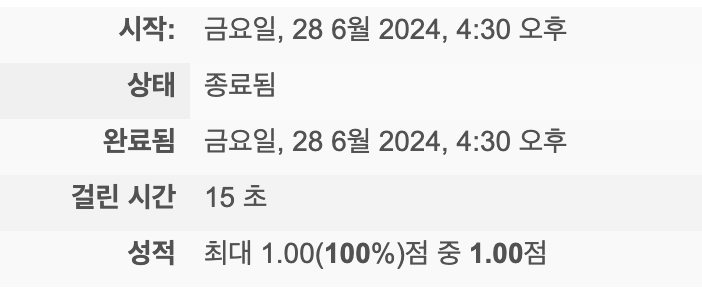 시작: 금요일, 28 6월 2024, 4:30 오후
상태 종료됨
완료됨 금요일, 28 6월 2024, 4:30 오후
걸린 시간 15 초
성적 최대 1.00(100%)점 중 1.00점